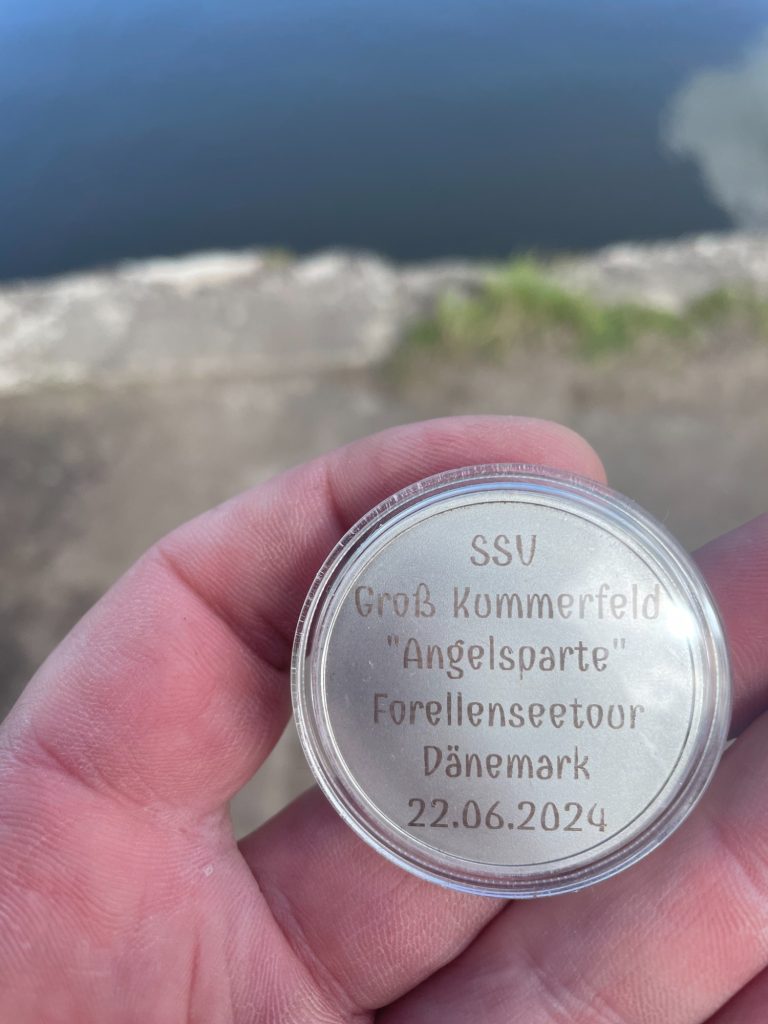 SSV
Groß Kummerfeld
"Angelsparte"
Forellenseetour
Dänemark
22.06.2024